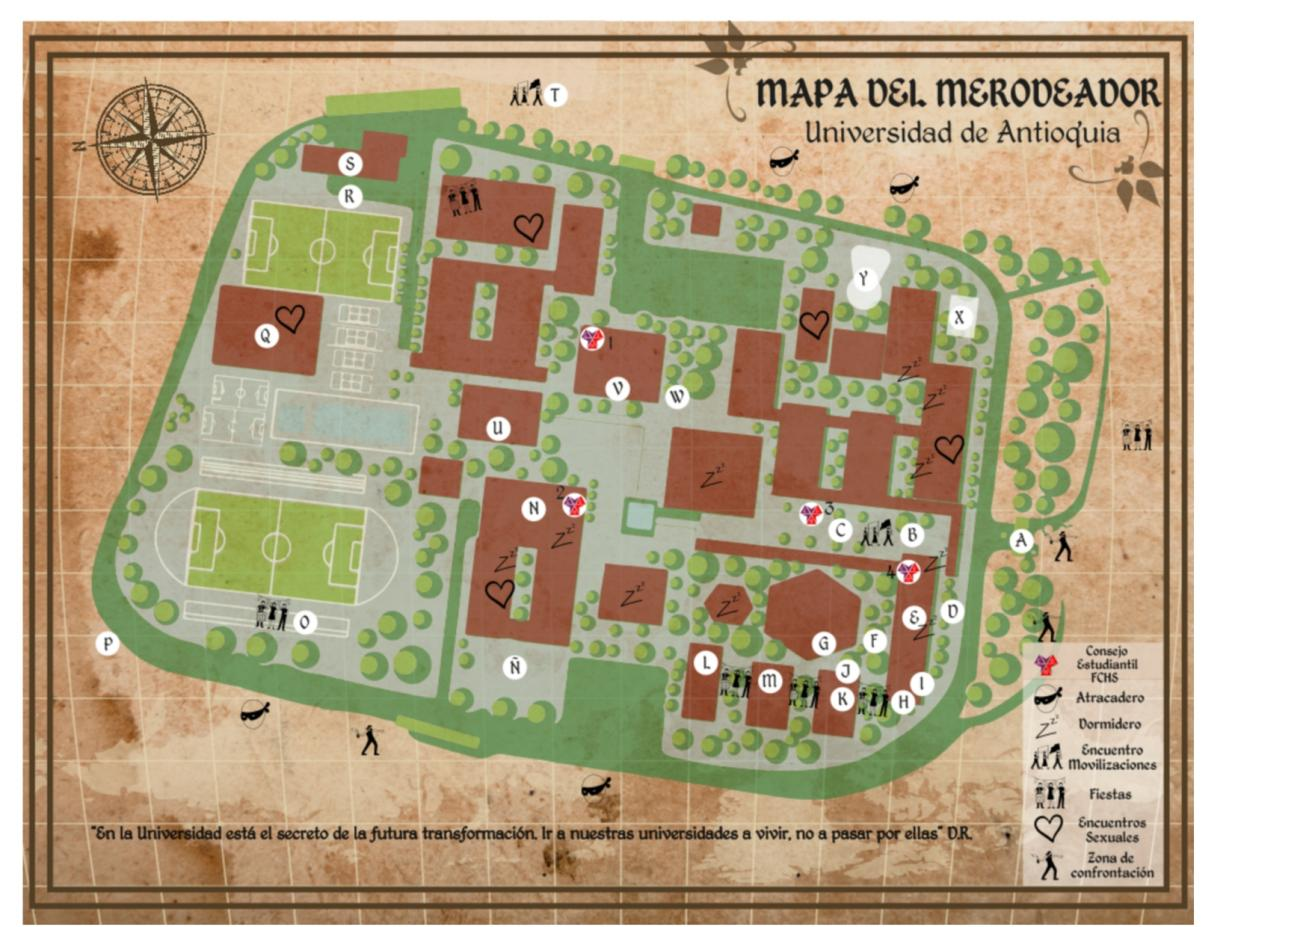 MAPA DEL MERODEADOR
Universidad de Antioquia
N
T
S
R
Y
X
Q
1
V
W
U
2
N
3
C
B
A
4
O
P
E
D
G
F
Ñ
L
M
J
K
I
H
Consejo
Estudiantil
FCHS
Atracadero
Zzz
Dormidero
Encuentro
Movilizaciones
Fiestas
Encuentros
Sexuales
Zona de
confrontación
"En la Universidad está el secreto de la futura transformación. Ir a nuestras universidades a vivir, no a pasar por ellas" D.R.